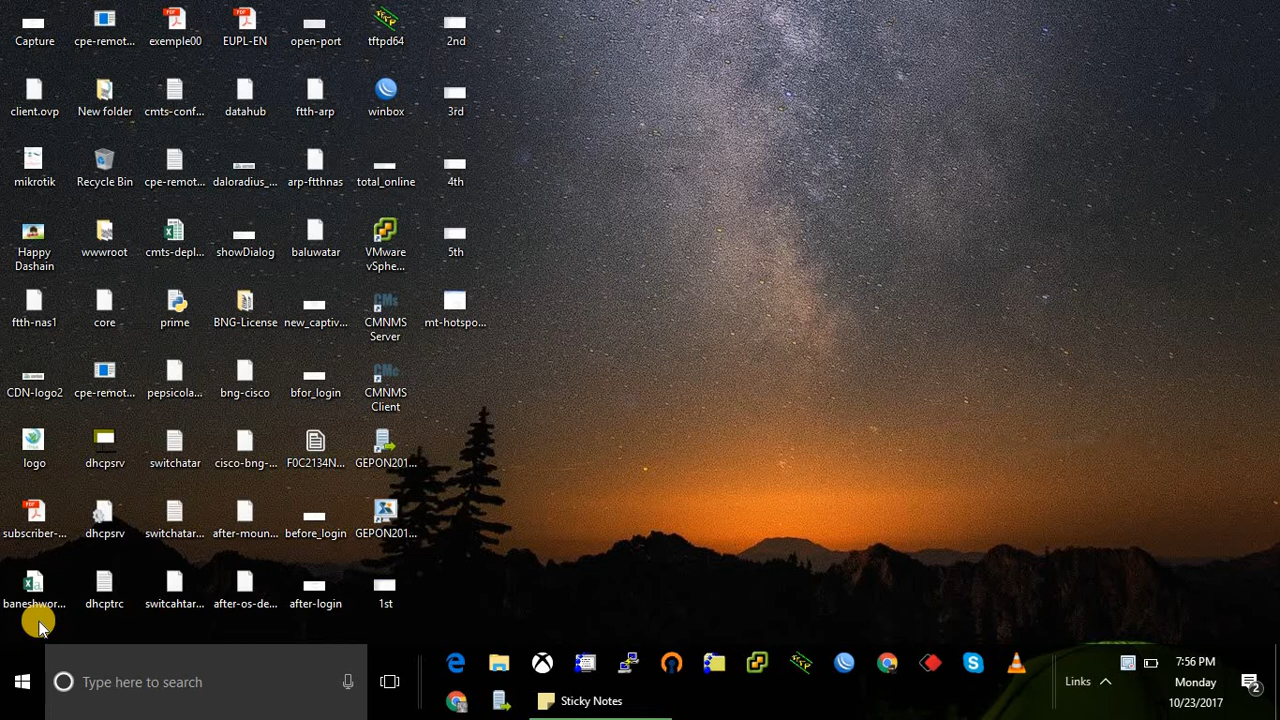 Capture
cpe-remot...
exemple00
EUPL-EN
open-port
tftpd64
2nd
client.ovp
New folder
cmts-conf...
datahub
ftth-arp
winbox
3rd
mikrotik
Recycle Bin
cpe-remot...
daloradius_...
arp-ftthnas
total_online
4th
Happy
Dashain
wwwroot
cmts-depl...
showDialog
baluwatar
VMware
vSphe...
5th
ftth-nas1
core
prime
BNG-License
new_captiv...
CMNMS
Server
mt-hotspo...
CDN-logo2
cpe-remot...
pepsicola...
bng-cisco
bfor_login
CMNMS
Client
logo
dhcpsrv
switchatar
cisco-bng-...
F0C2134N...
GEPON201...
subscriber-...
dhcpsrv
switchatar...
after-moun...
before_login
GEPON201...
baneshwor...
dhcptrc
switcahtar...
after-os-de...
after-login
1st
Type here to search
Sticky Notes
Links
7:56 PM
Monday
10/23/2017
2